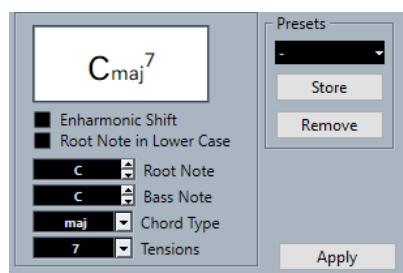 Cmaj7
Enharmonic Shift
Root Note in Lower Case
C Root Note
C Bass Note
maj Chord Type
7 Tensions
Presets
-
Store
Remove
Apply